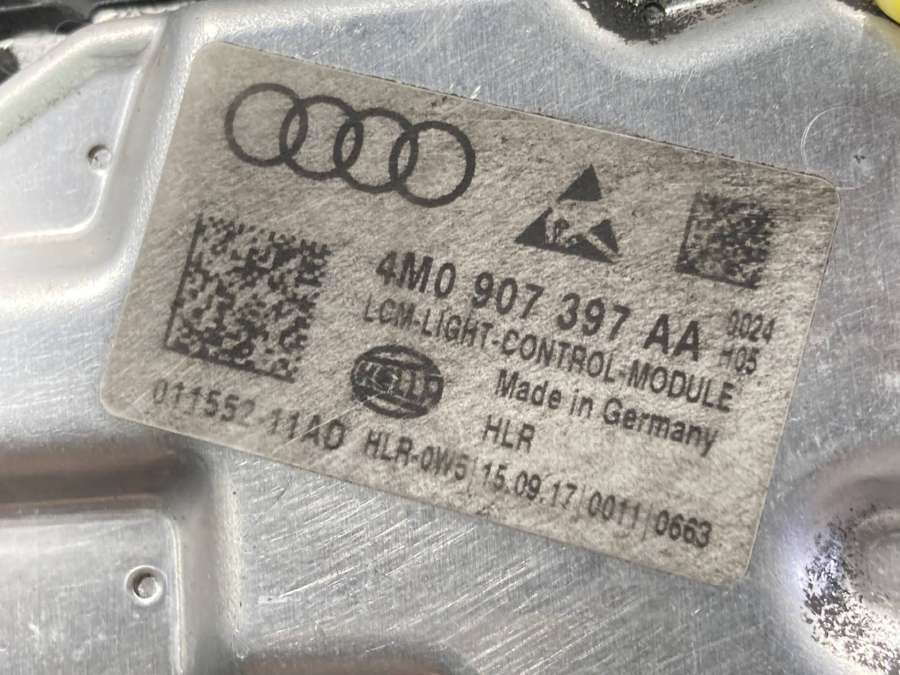 4M0 907 397 AA
0024
H05
LCM-LIGHT-CONTROL-MODULE
HELLA
Made in Germany
HLR
011552-11AD HLR-0W5|15.09.17|0011|0663